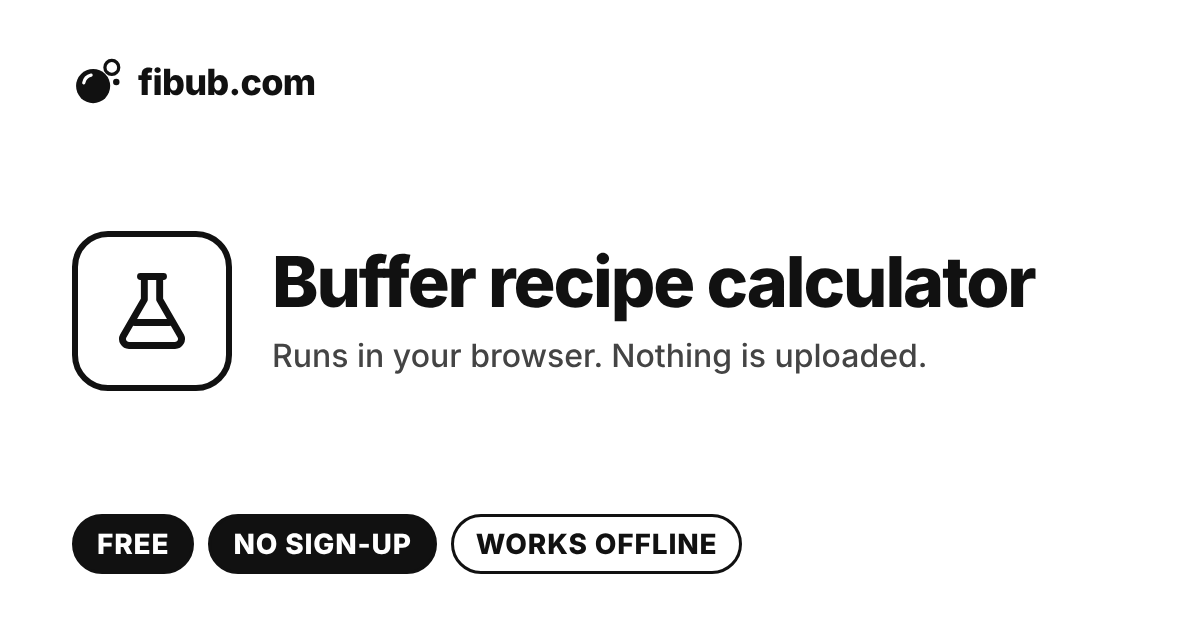 fibub.com
Buffer recipe calculator
Runs in your browser. Nothing is uploaded.
FREE
NO SIGN-UP
WORKS OFFLINE